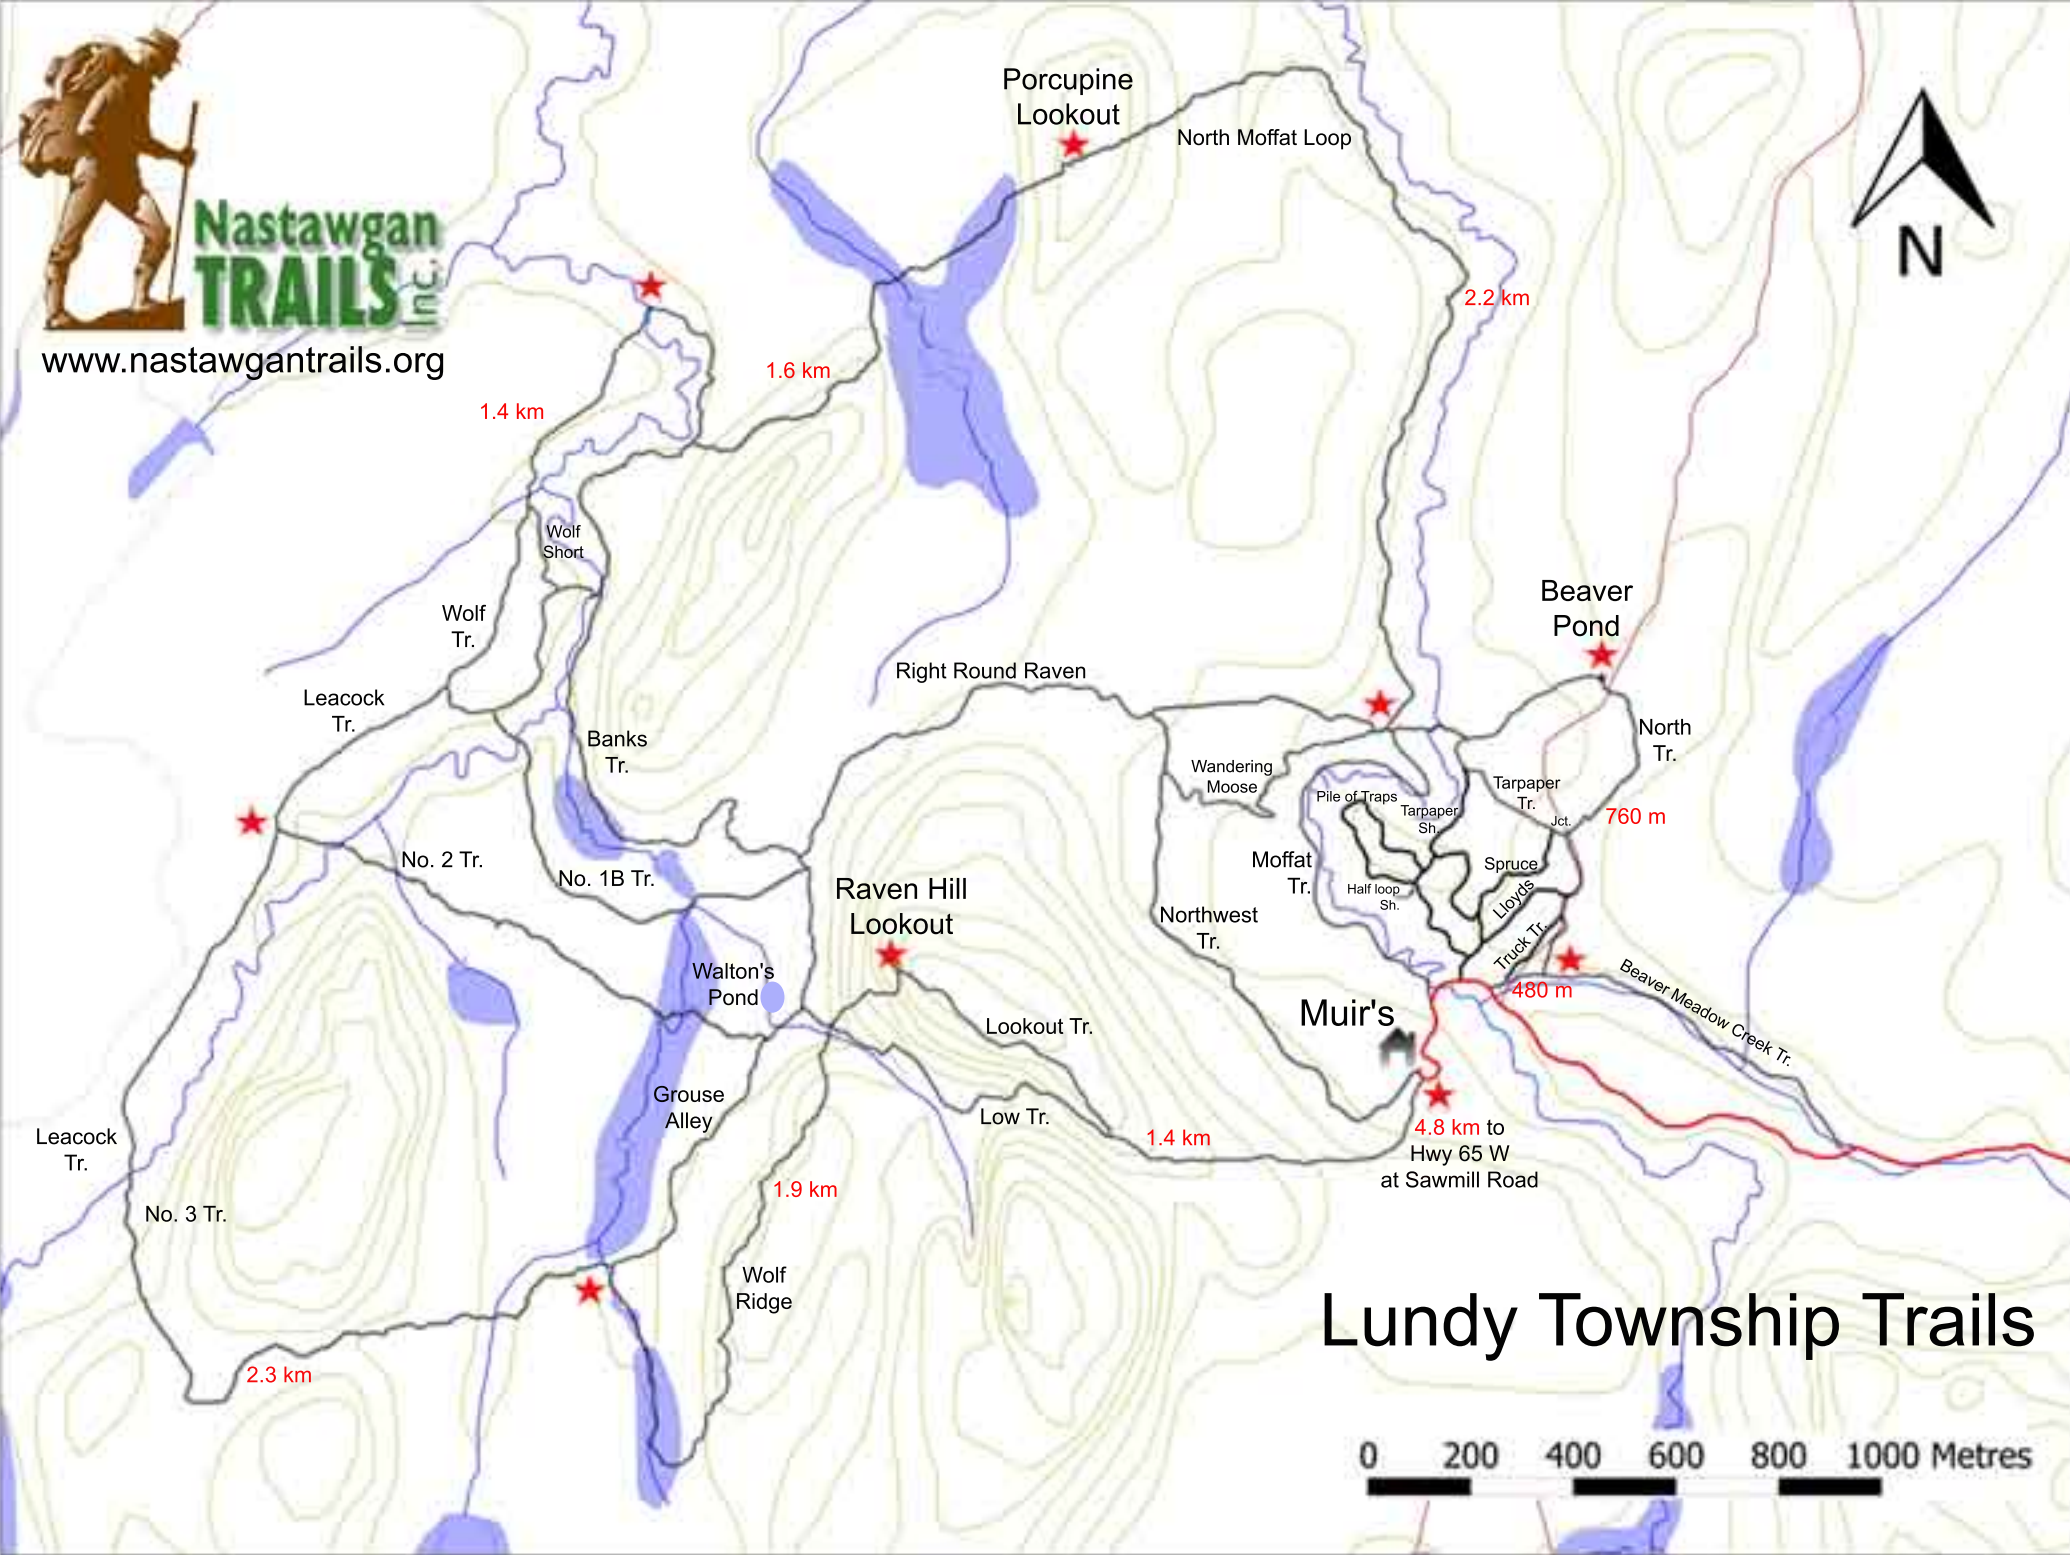 Nastawgan
TRAILS Inc.
www.nastawgantrails.org
Porcupine
Lookout
North Moffat Loop
N
2.2 km
1.6 km
1.4 km
Wolf
Short
Wolf
Tr.
Beaver
Pond
Right Round Raven
Leacock
Tr.
Banks
Tr.
North
Tr.
Wandering
Moose
Pile of Traps
Tarpaper
Sh.
Tarpaper
Tr.
Jct.
760 m
No. 2 Tr.
No. 1B Tr.
Raven Hill
Lookout
Moffat
Tr.
Half loop
Sh.
Spruce
Lloyds
Truck Tr.
Northwest
Tr.
Walton's
Pond
480 m
Beaver Meadow Creek Tr.
Muir's
Lookout Tr.
Grouse
Alley
Low Tr.
1.4 km
4.8 km to
Hwy 65 W
at Sawmill Road
Leacock
Tr.
No. 3 Tr.
1.9 km
Wolf
Ridge
2.3 km
Lundy Township Trails
0 200 400 600 800 1000 Metres